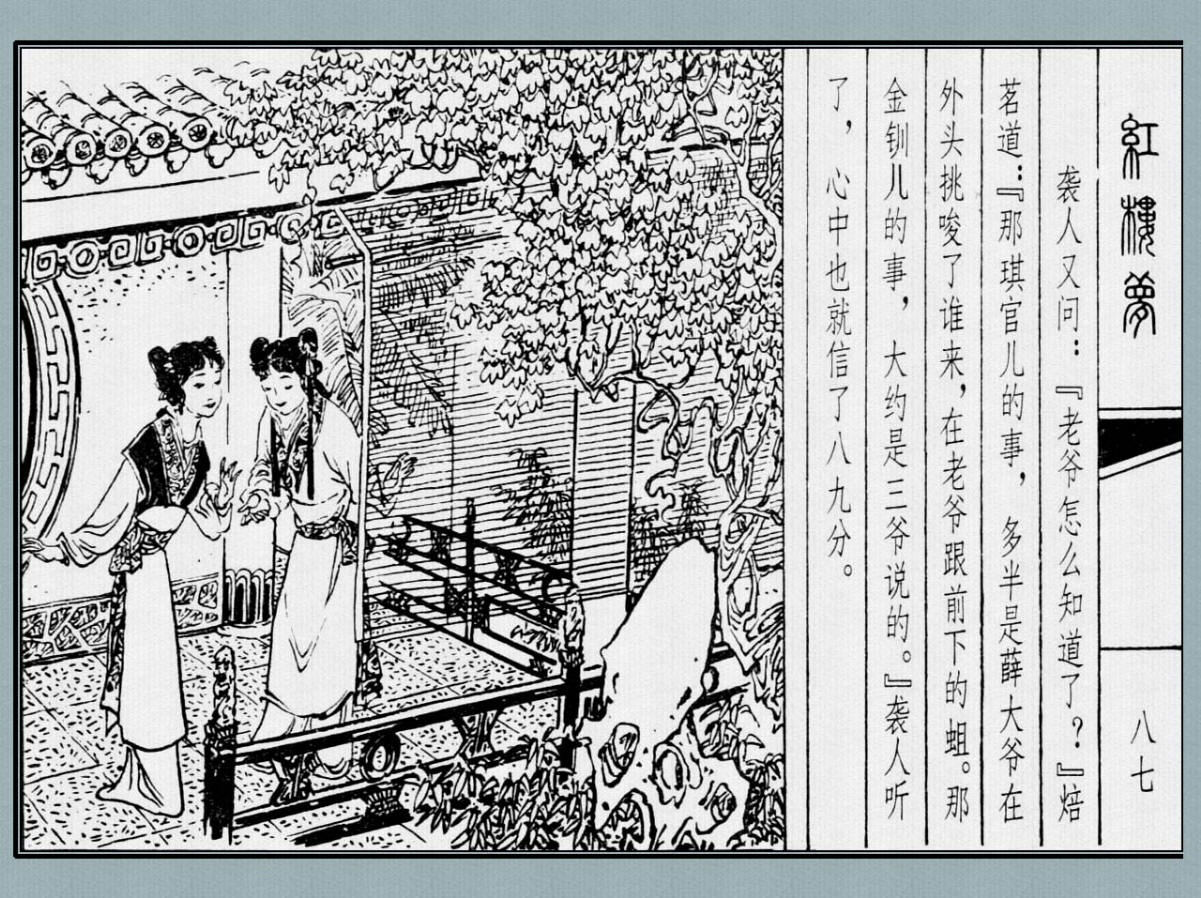 紅樓夢
八七
袭人又问：『老爷怎么知道了？』焙
茗道：『那琪官儿的事，多半是薛大爷在
外头挑唆了谁来，在老爷跟前下的蛆。那
金钏儿的事，大约是三爷说的。』袭人听
了，心中也就信了八九分。